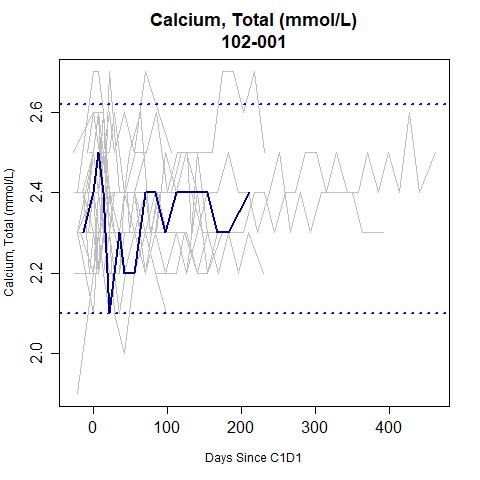 Calcium, Total (mmol/L)
102-001
Calcium, Total (mmol/L)
2.6
2.4
2.2
2.0
0 100 200 300 400
Days Since C1D1